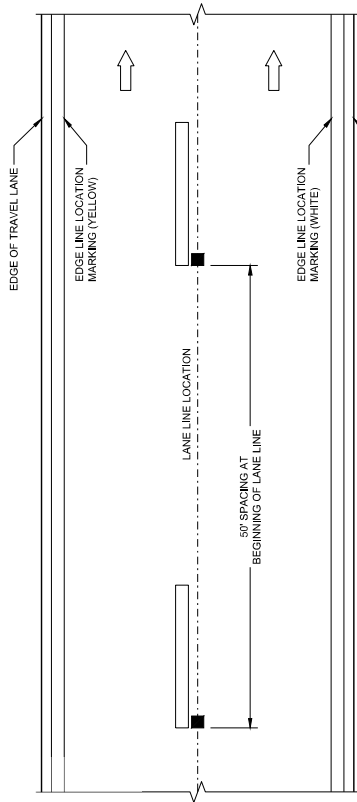 EDGE OF TRAVEL LANE
EDGE LINE LOCATION
MARKING (YELLOW)
LANE LINE LOCATION
50' SPACING AT
BEGINNING OF LANE LINE
EDGE LINE LOCATION
MARKING (WHITE)